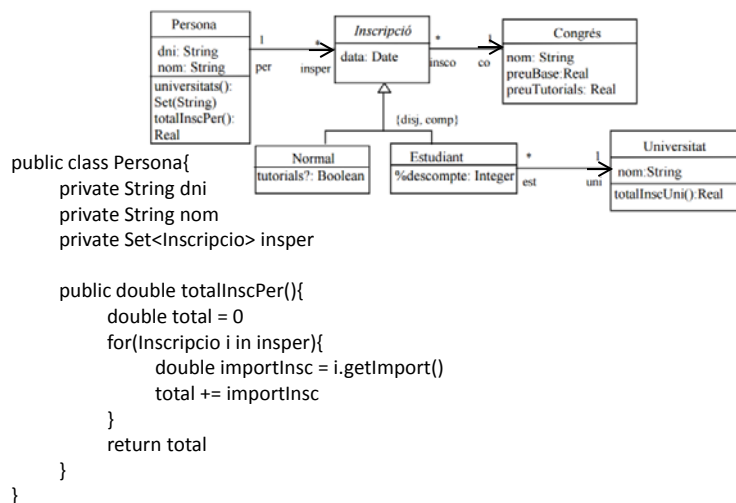 Persona
dni: String
nom: String
universitats():
Set(String)
totalInscPer():
Real
1
per
*
insper
Inscripció
data: Date
*
insco
1
co
Congrés
nom: String
preuBase:Real
preuTutorials: Real
{disj, comp}
Normal
tutorials?: Boolean
Estudiant
%descompte: Integer
*
est
1
uni
Universitat
nom:String
totalInscUni():Real
public class Persona{
private String dni
private String nom
private Set<Inscripcio> insper
public double totalInscPer(){
double total = 0
for(Inscripcio i in insper){
double importInsc = i.getImport()
total += importInsc
}
return total
}
}